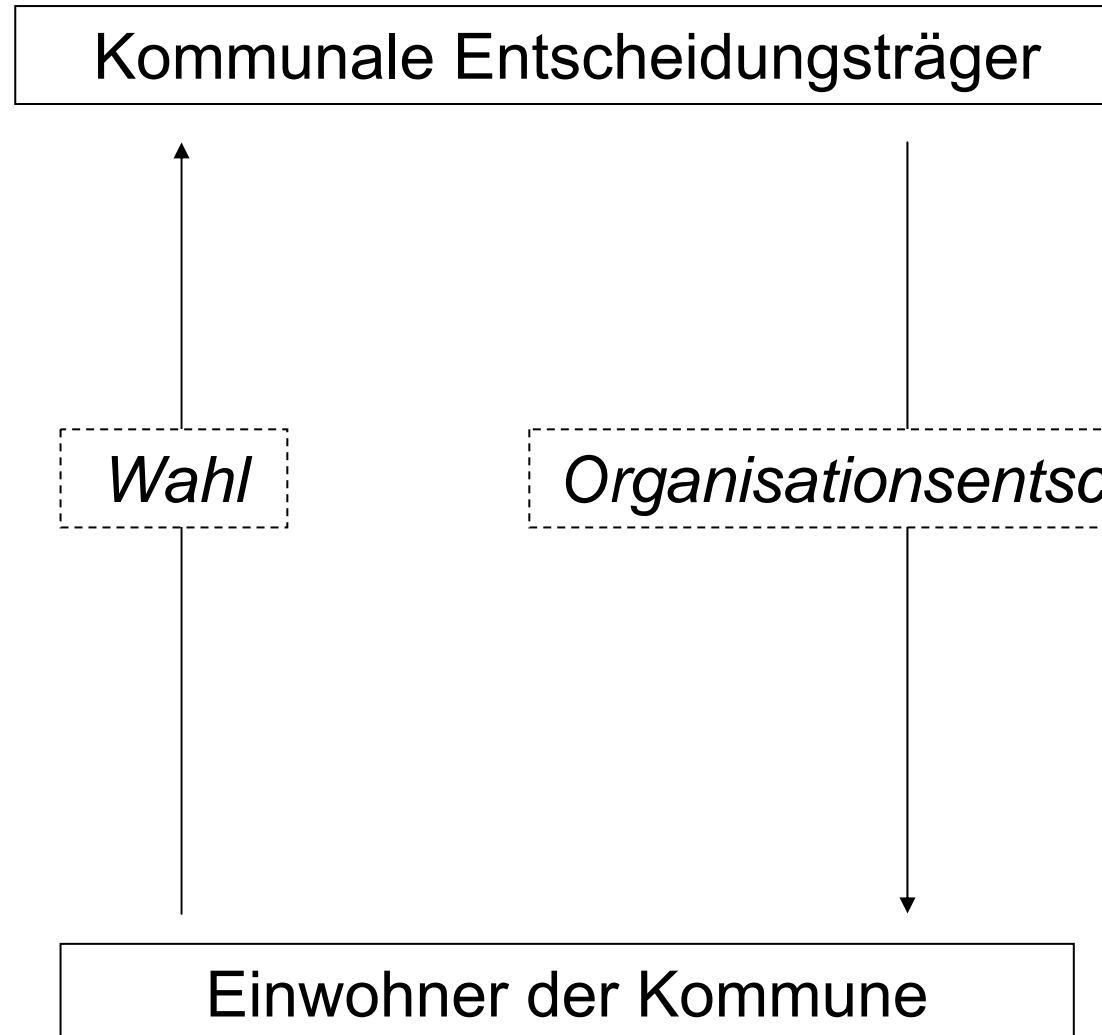 Kommunale Entscheidungsträger
Wahl
Organisationsentsc
Einwohner der Kommune